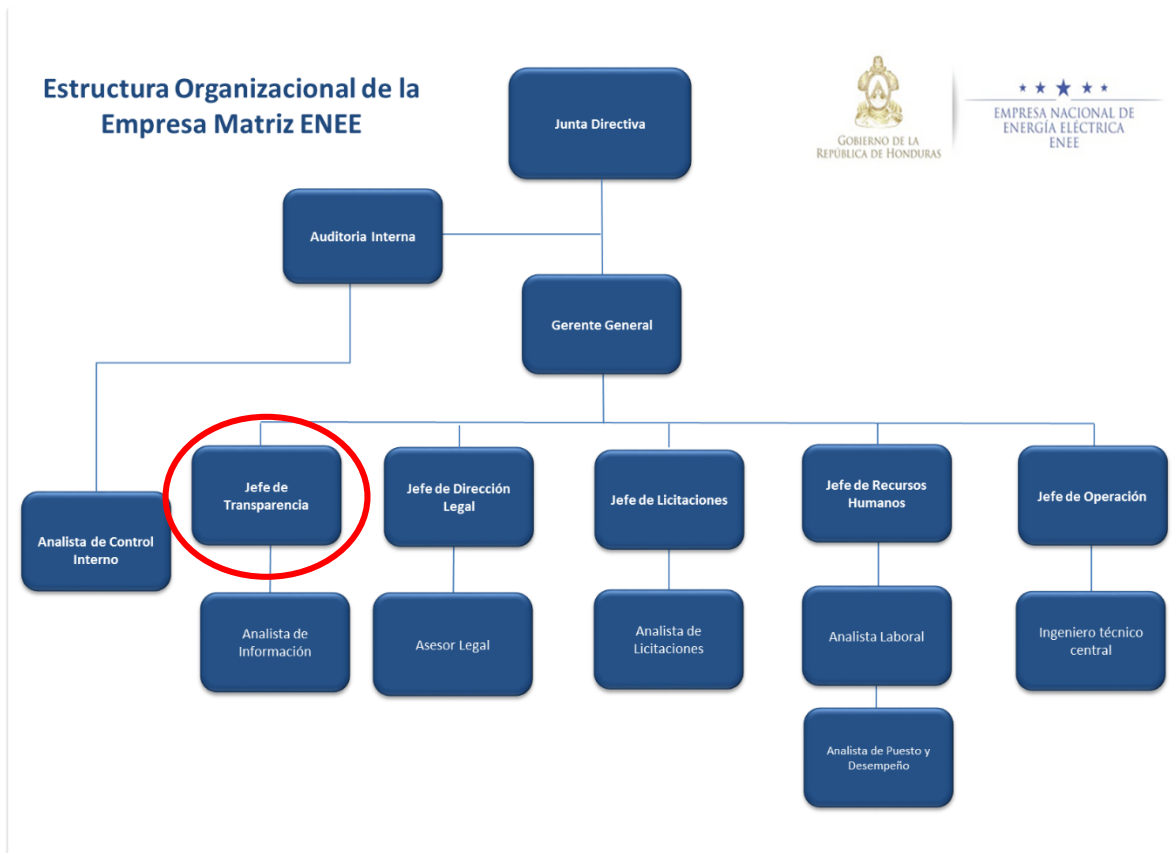 Estructura Organizacional de la
Empresa Matriz ENEE
Junta Directiva
GOBIERNO DE LA
REPÚBLICA DE HONDURAS
EMPRESA NACIONAL DE
ENERGÍA ELÉCTRICA
ENEE
Auditoria Interna
Gerente General
Analista de Control
Interno
Jefe de
Transparencia
Jefe de Dirección
Legal
Jefe de Licitaciones
Jefe de Recursos
Humanos
Jefe de Operación
Analista de
Información
Asesor Legal
Analista de
Licitaciones
Analista Laboral
Ingeniero técnico
central
Analista de Puesto y
Desempeño